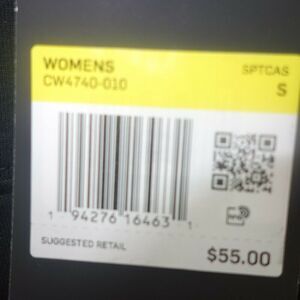 WOMENS SPTCAS
CW4740-010 S
1 94276 16463 1
SUGGESTED RETAIL $55.00